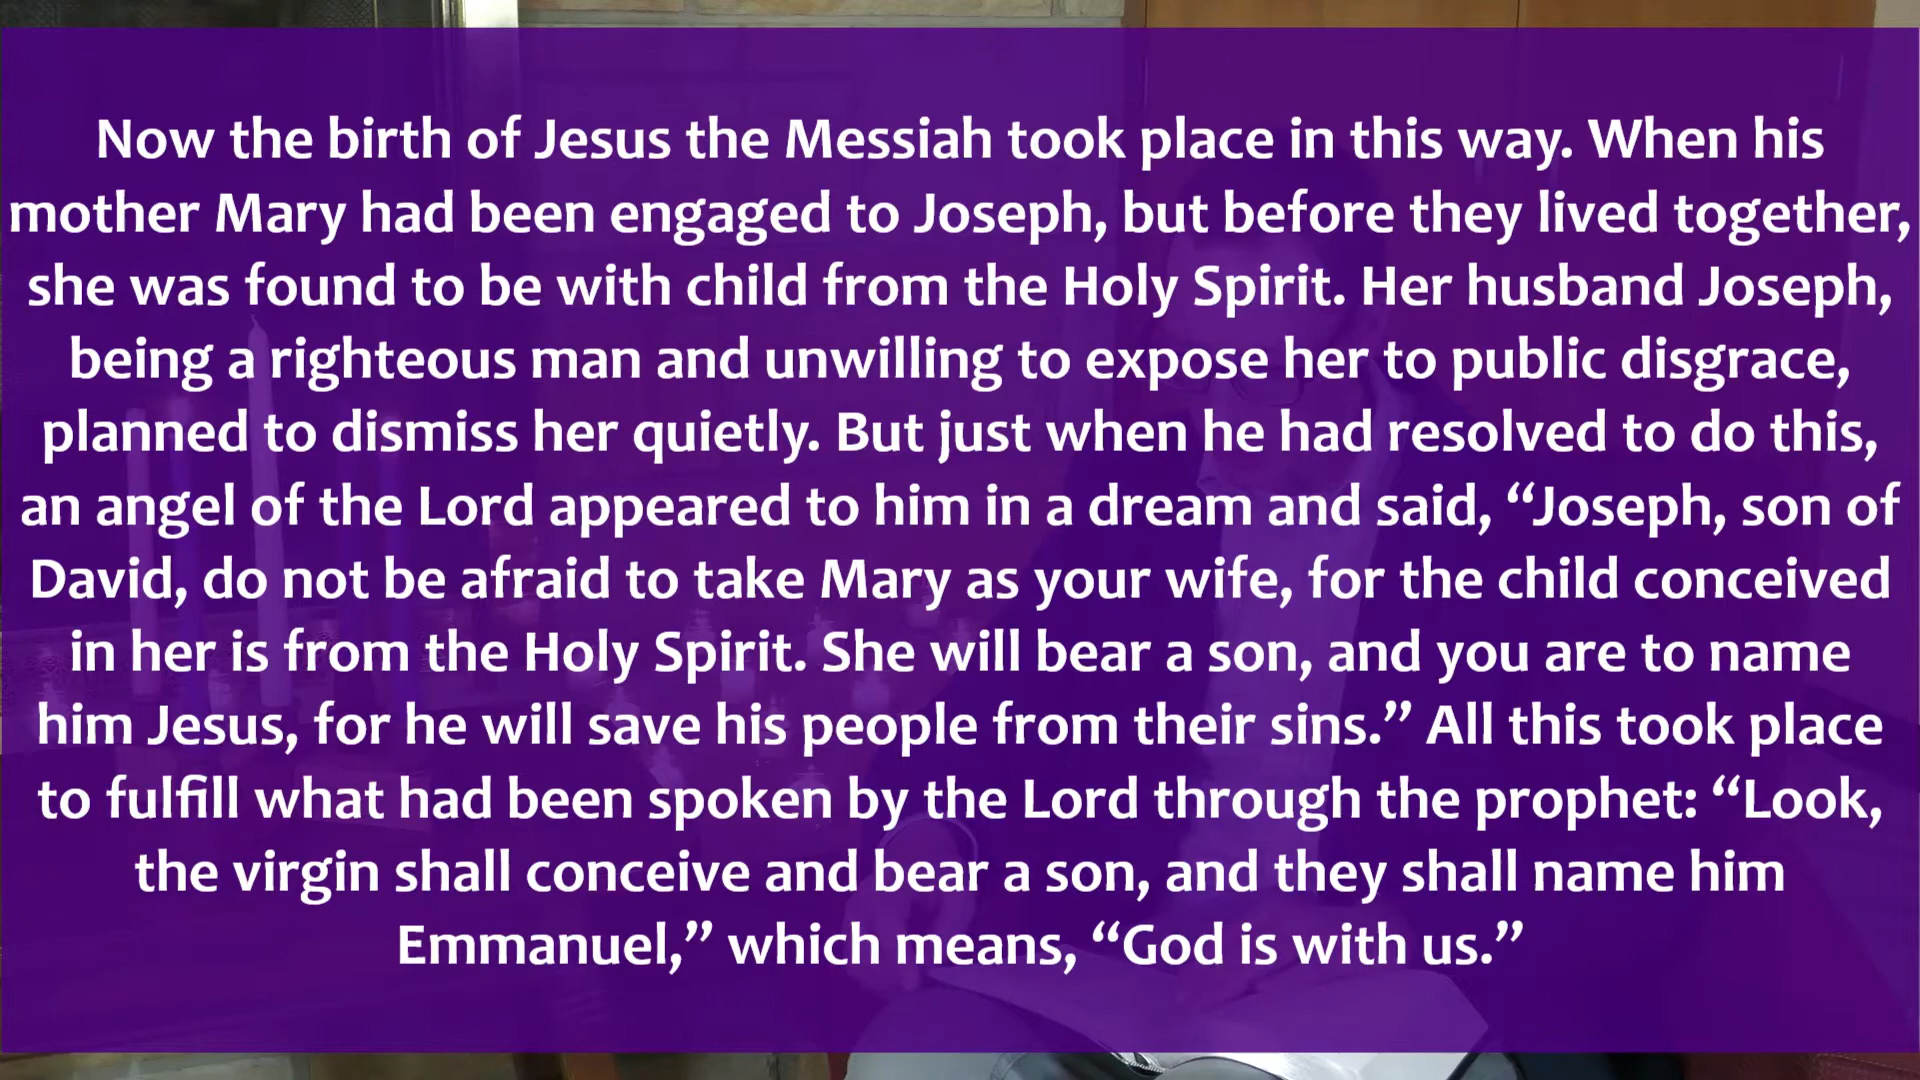 Now the birth of Jesus the Messiah took place in this way. When his
mother Mary had been engaged to Joseph, but before they lived together,
she was found to be with child from the Holy Spirit. Her husband Joseph,
being a righteous man and unwilling to expose her to public disgrace,
planned to dismiss her quietly. But just when he had resolved to do this,
an angel of the Lord appeared to him in a dream and said, “Joseph, son of
David, do not be afraid to take Mary as your wife, for the child conceived
in her is from the Holy Spirit. She will bear a son, and you are to name
him Jesus, for he will save his people from their sins.” All this took place
to fulfill what had been spoken by the Lord through the prophet: “Look,
the virgin shall conceive and bear a son, and they shall name him
Emmanuel,” which means, “God is with us.”